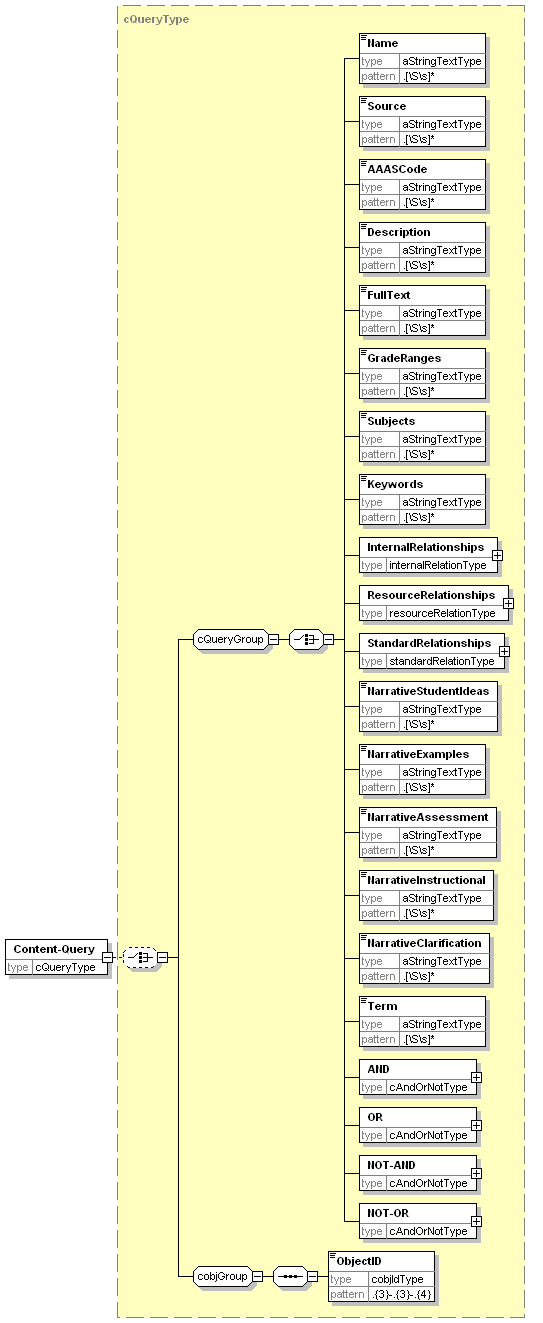 cQueryType
Name
type aStringTextType
pattern .[\S\s]*
Source
type aStringTextType
pattern .[\S\s]*
AAASCode
type aStringTextType
pattern .[\S\s]*
Description
type aStringTextType
pattern .[\S\s]*
FullText
type aStringTextType
pattern .[\S\s]*
GradeRanges
type aStringTextType
pattern .[\S\s]*
Subjects
type aStringTextType
pattern .[\S\s]*
Keywords
type aStringTextType
pattern .[\S\s]*
InternalRelationships
type internalRelationType
ResourceRelationships
type resourceRelationType
cQueryGroup
StandardRelationships
type standardRelationType
NarrativeStudentIdeas
type aStringTextType
pattern .[\S\s]*
NarrativeExamples
type aStringTextType
pattern .[\S\s]*
NarrativeAssessment
type aStringTextType
pattern .[\S\s]*
NarrativeInstructional
type aStringTextType
pattern .[\S\s]*
NarrativeClarification
type aStringTextType
pattern .[\S\s]*
Content-Query
type cQueryType
Term
type aStringTextType
pattern .[\S\s]*
AND
type cAndOrNotType
OR
type cAndOrNotType
NOT-AND
type cAndOrNotType
NOT-OR
type cAndOrNotType
cobjGroup
ObjectID
type cobjIdType
pattern .{3}-.{3}-.{4}